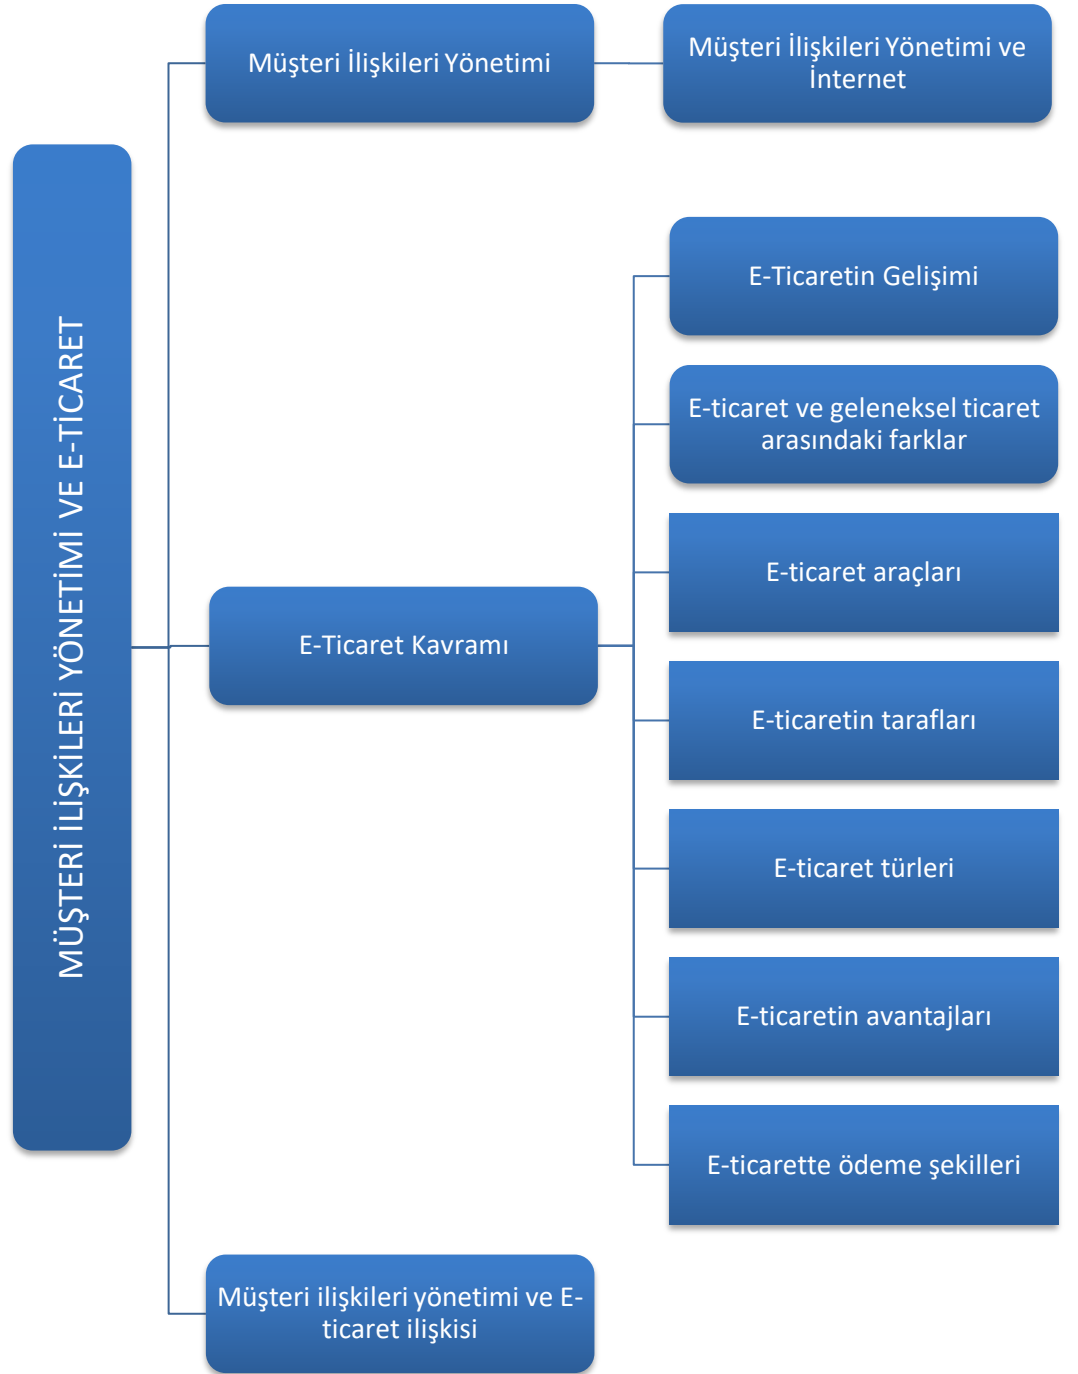 MÜŞTERİ İLİŞKİLERİ YÖNETİMİ VE E-TİCARET
Müşteri İlişkileri Yönetimi
Müşteri İlişkileri Yönetimi ve
İnternet
E-Ticaret Kavramı
E-Ticaretin Gelişimi
E-ticaret ve geleneksel ticaret
arasındaki farklar
E-ticaret araçları
E-ticaretin tarafları
E-ticaret türleri
E-ticaretin avantajları
E-ticarette ödeme şekilleri
Müşteri ilişkileri yönetimi ve E-
ticaret ilişkisi